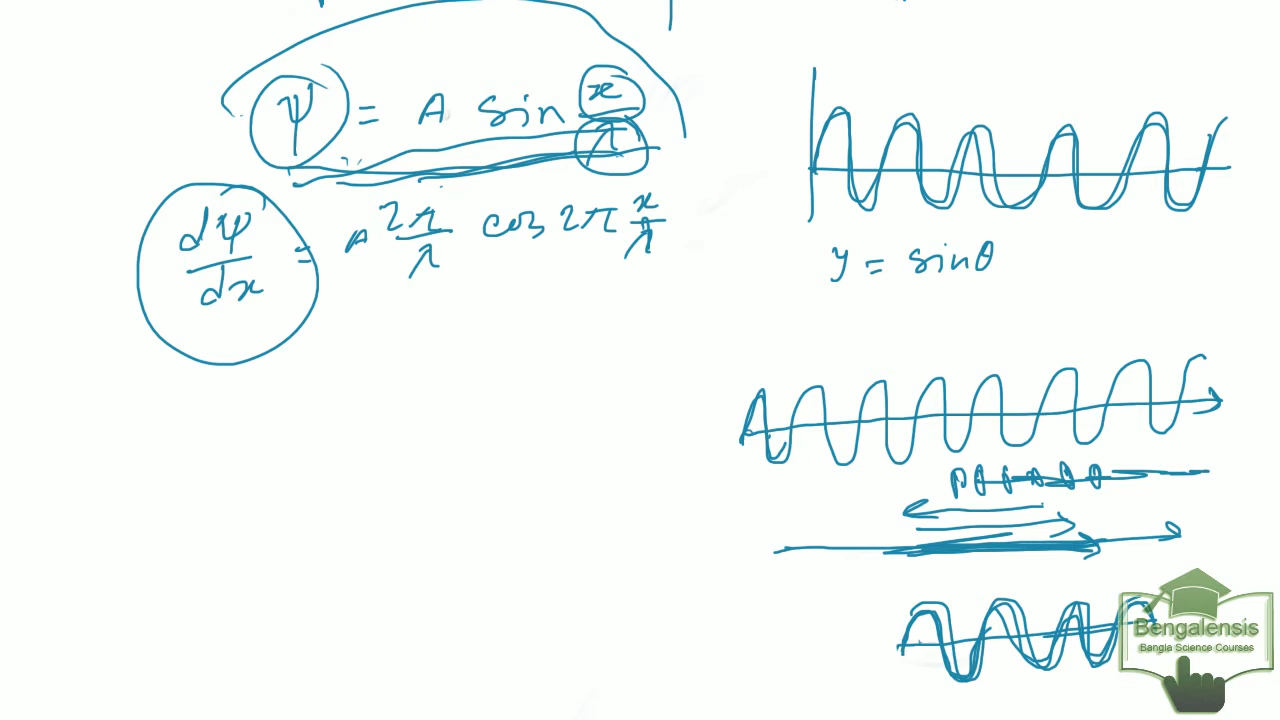 ψ = A sin x/λ
dψ/dx = A 2π/λ cos 2π x/λ
y = sinθ
Bengalensis
Bangla Science Courses